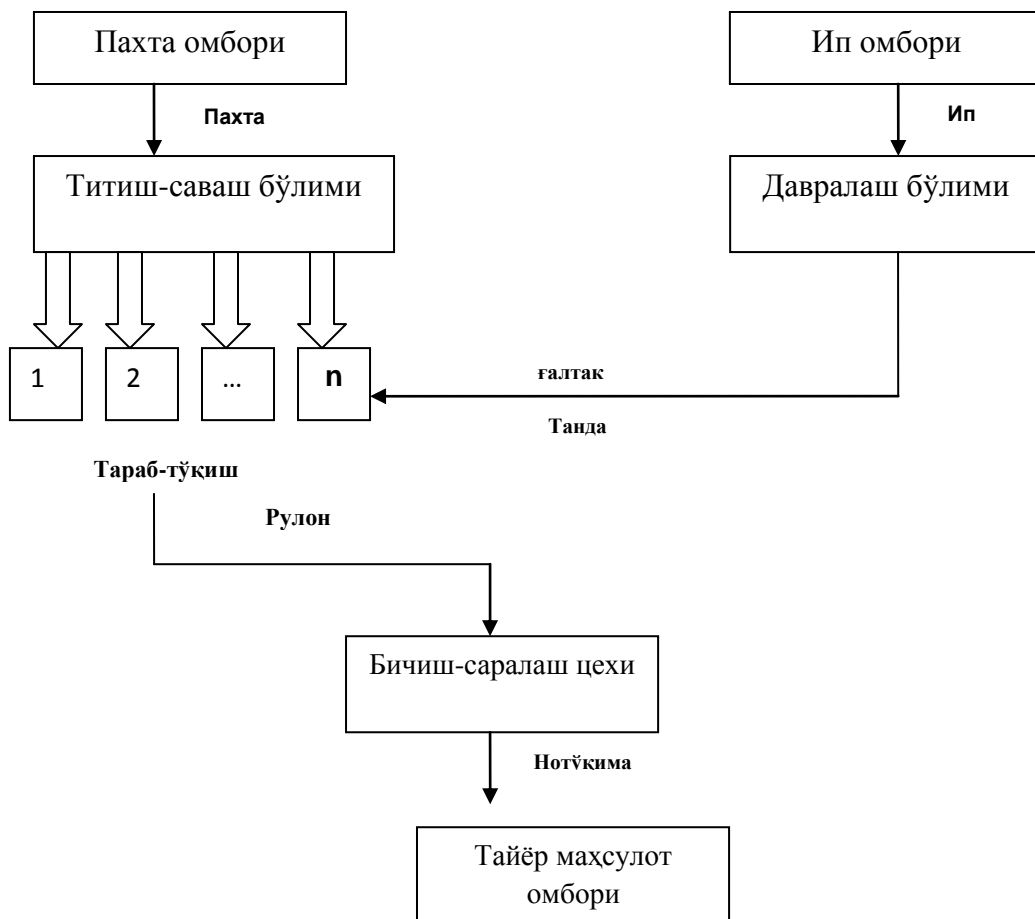 Пахта омбори
Ип омбори
Пахта
Ип
Титиш-саваш бўлими
Давралаш бўлими
1
2
...
n
ғалтак
Танда
Тараб-тўқиш
Рулон
Бичиш-саралаш цехи
Нотўқима
Тайёр маҳсулот
омбори